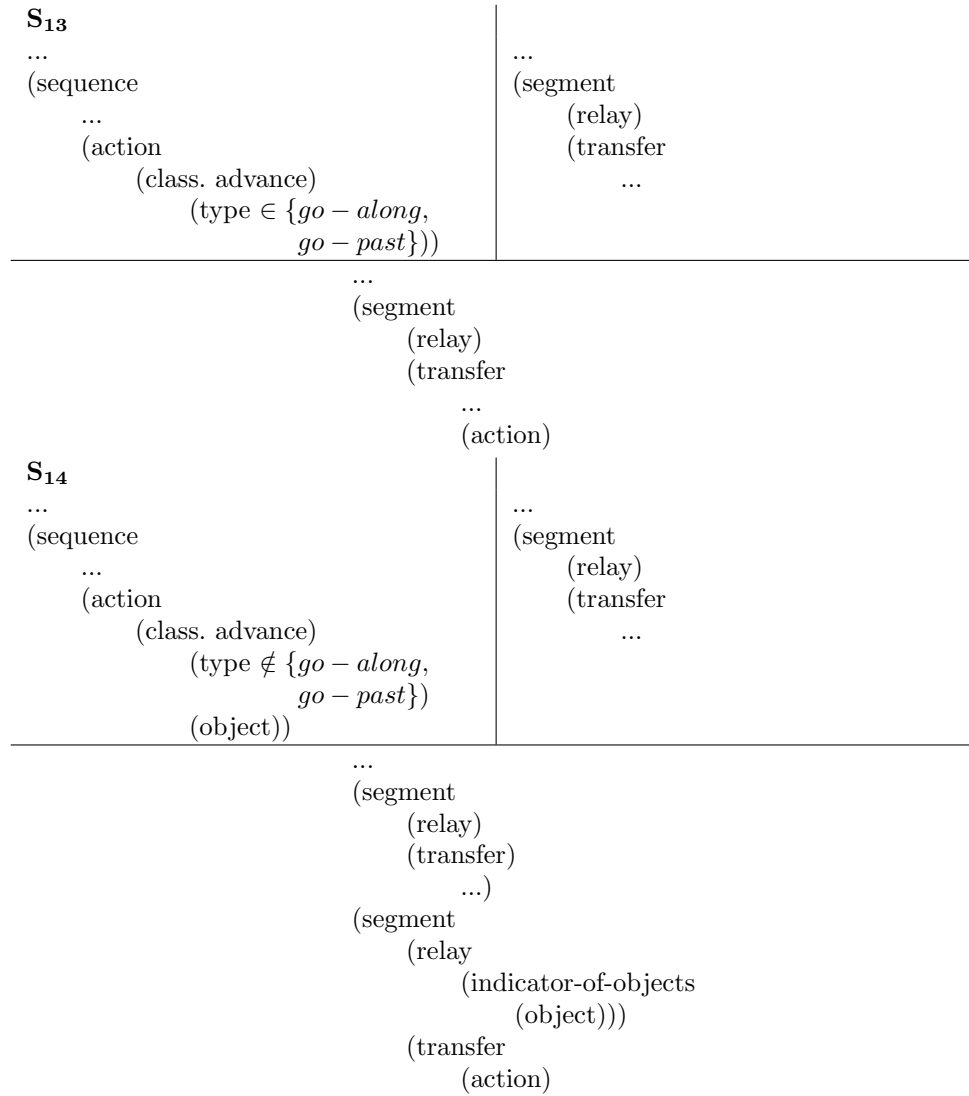 S13
...
(sequence
...
(action
(class. advance)
(type ∈ {go − along,
go − past}))
...
(segment
(relay)
(transfer
...
...
(segment
(relay)
(transfer
...
(action)
S14
...
(sequence
...
(action
(class. advance)
(type ∉ {go − along,
go − past})
(object))
...
(segment
(relay)
(transfer
...
...
(segment
(relay)
(transfer)
...)
(segment
(relay
(indicator-of-objects
(object)))
(transfer
(action)